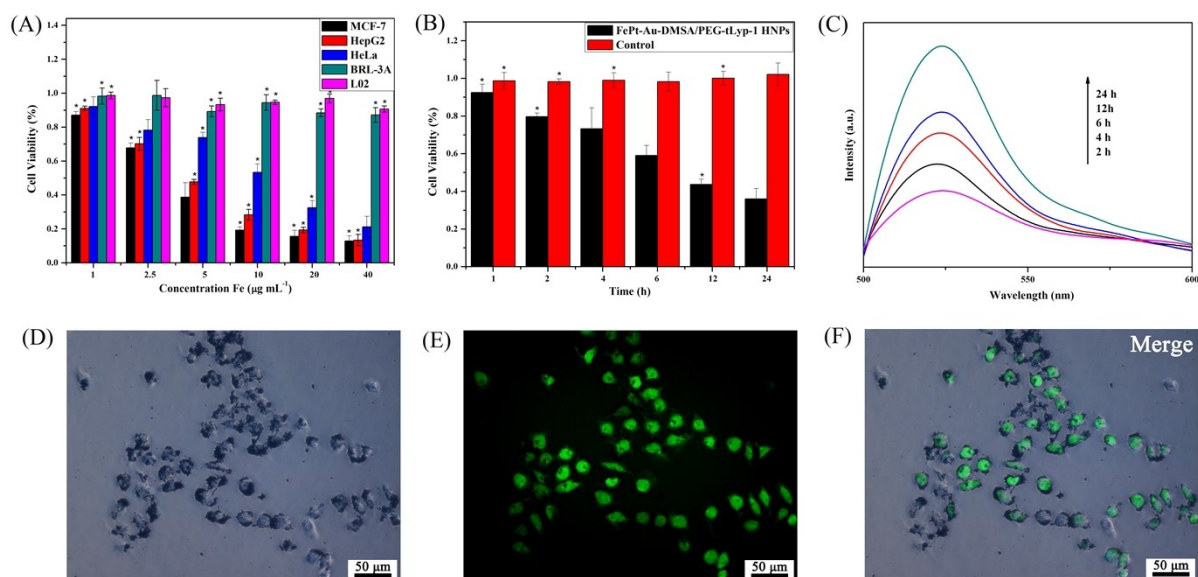 (A)
1.4
1.2
1.0
0.8
0.6
0.4
0.2
0.0
Cell Viability (%)
MCF-7
HepG2
HeLa
BRL-3A
L02
* * * * *
* *
* * * *
* * * *
* * * * *
* * *
1 2.5 5 10 20 40
Concentration Fe (μg mL⁻¹)
(B)
1.2
1.0
0.8
0.6
0.4
0.2
0.0
Cell Viability (%)
FePt-Au-DMSA/PEG-tLyp-1 HNPs
Control
* * * * * * *
1 2 4 6 12 24
Time (h)
(C)
Intensity (a.u.)
24 h
12h
6 h
4 h
2 h
500 550 600
Wavelength (nm)
(D)
50 μm
(E)
50 μm
(F)
Merge
50 μm